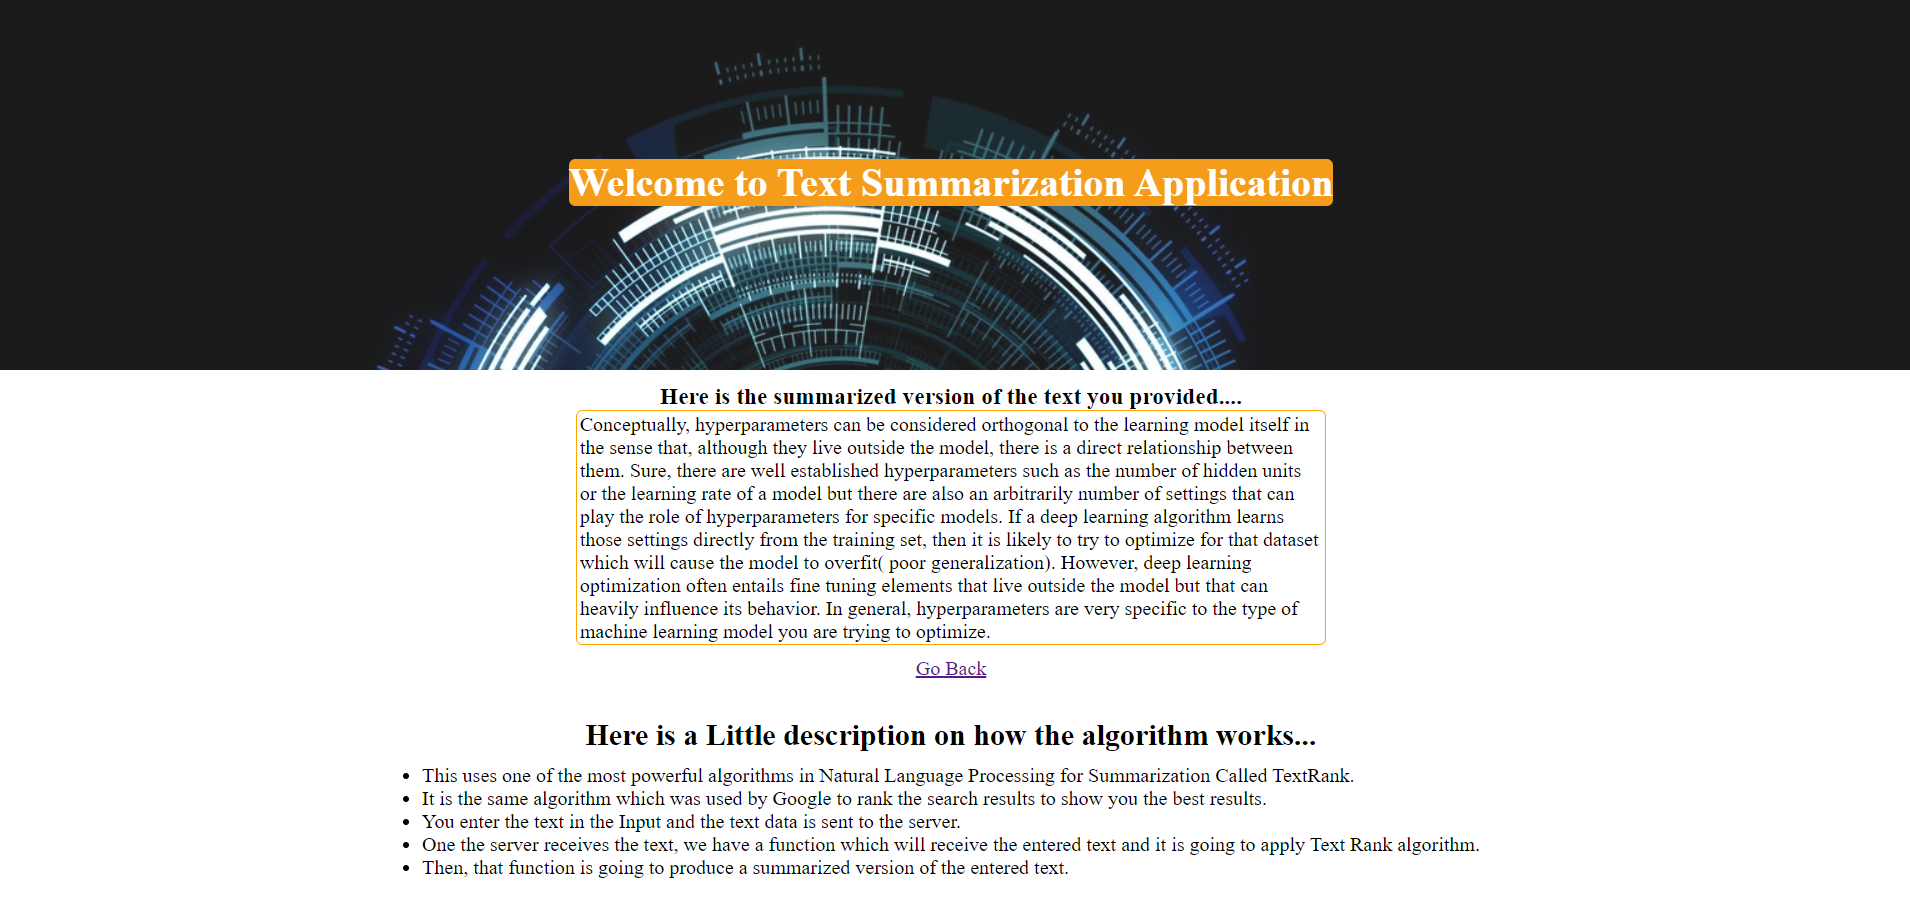 Welcome to Text Summarization Application
Here is the summarized version of the text you provided....
Conceptually, hyperparameters can be considered orthogonal to the learning model itself in
the sense that, although they live outside the model, there is a direct relationship between
them. Sure, there are well established hyperparameters such as the number of hidden units
or the learning rate of a model but there are also an arbitrarily number of settings that can
play the role of hyperparameters for specific models. If a deep learning algorithm learns
those settings directly from the training set, then it is likely to try to optimize for that dataset
which will cause the model to overfit( poor generalization). However, deep learning
optimization often entails fine tuning elements that live outside the model but that can
heavily influence its behavior. In general, hyperparameters are very specific to the type of
machine learning model you are trying to optimize.
Go Back
Here is a Little description on how the algorithm works...
• This uses one of the most powerful algorithms in Natural Language Processing for Summarization Called TextRank.
• It is the same algorithm which was used by Google to rank the search results to show you the best results.
• You enter the text in the Input and the text data is sent to the server.
• One the server receives the text, we have a function which will receive the entered text and it is going to apply Text Rank algorithm.
• Then, that function is going to produce a summarized version of the entered text.